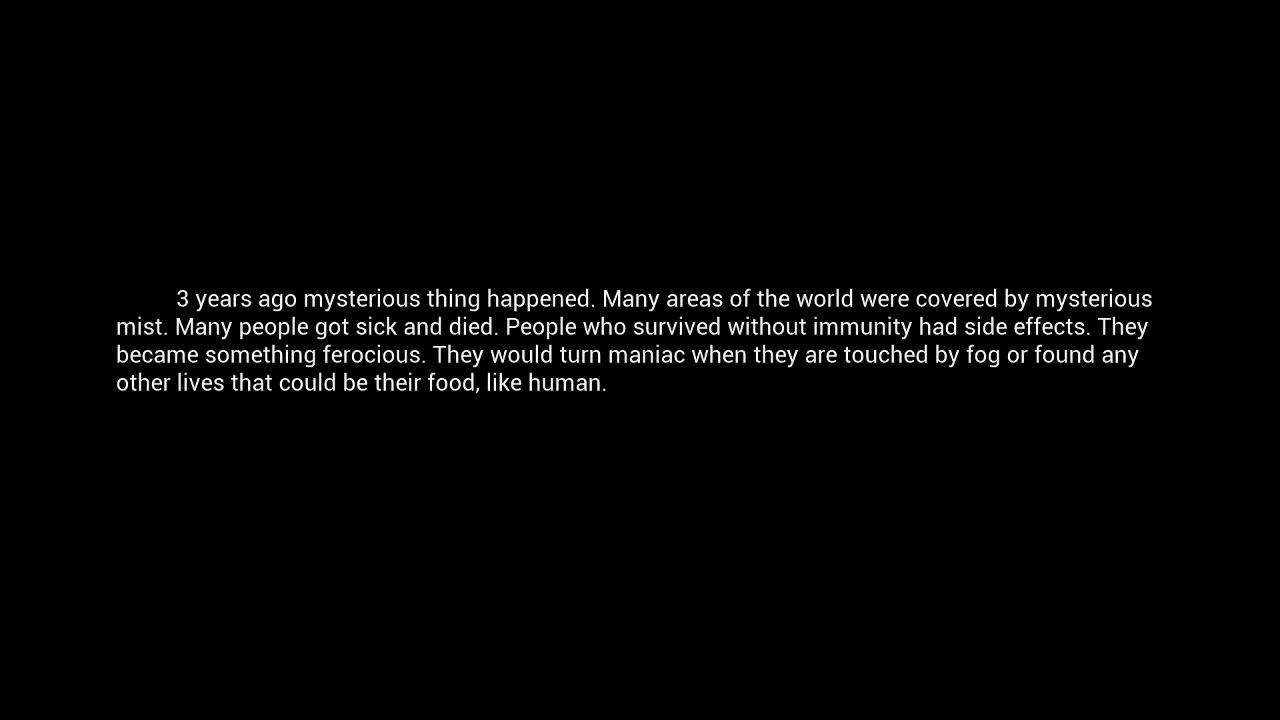 3 years ago mysterious thing happened. Many areas of the world were covered by mysterious
mist. Many people got sick and died. People who survived without immunity had side effects. They
became something ferocious. They would turn maniac when they are touched by fog or found any
other lives that could be their food, like human.